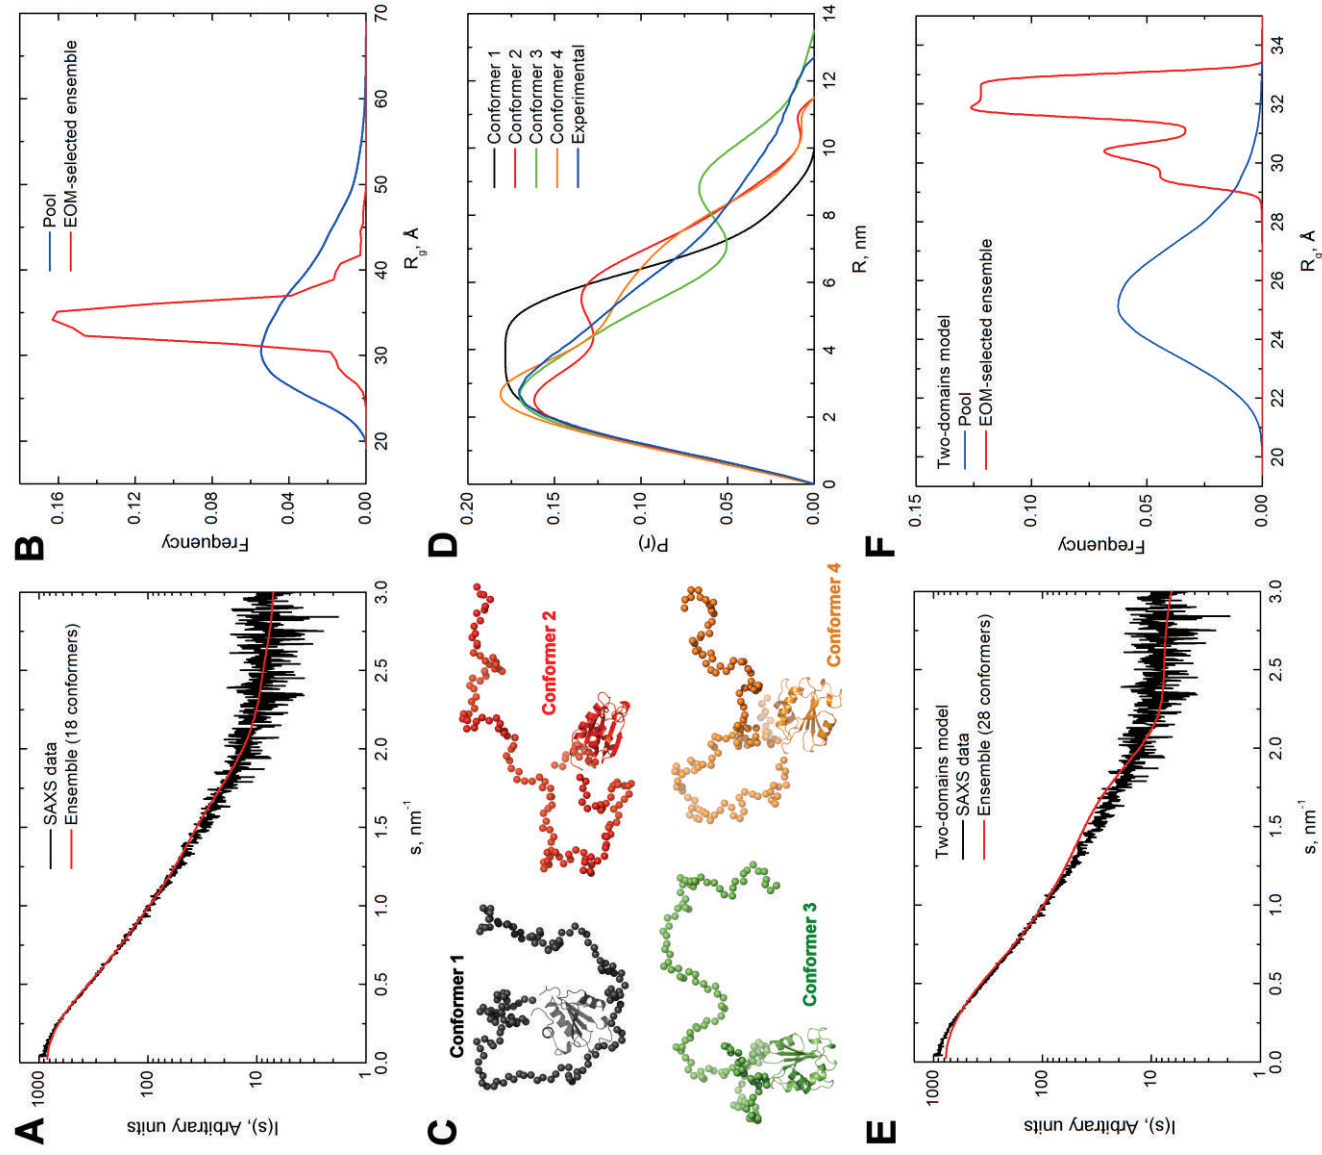 A
1000
100
10
1
I(s), Arbitrary units
0.0
0.5
1.0
1.5
2.0
2.5
3.0
s, nm-1
SAXS data
Ensemble (18 conformers)
B
0.16
0.12
0.08
0.04
0.00
Frequency
20
30
40
50
60
70
Rg, Å
Pool
EOM-selected ensemble
C
Conformer 1
Conformer 2
Conformer 3
Conformer 4
D
0.20
0.15
0.10
0.05
0.00
P(r)
0
2
4
6
8
10
12
14
R, nm
Conformer 1
Conformer 2
Conformer 3
Conformer 4
Experimental
E
1000
100
10
1
I(s), Arbitrary units
0.0
0.5
1.0
1.5
2.0
2.5
3.0
s, nm-1
Two-domains model
SAXS data
Ensemble (28 conformers)
F
0.15
0.10
0.05
0.00
Frequency
20
22
24
26
28
30
32
34
Rg, Å
Two-domains model
Pool
EOM-selected ensemble